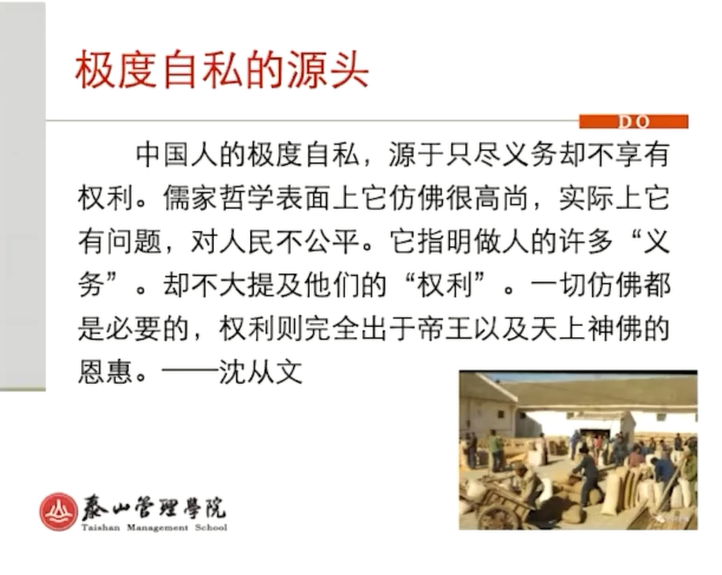 极度自私的源头
DO
中国人的极度自私，源于只尽义务却不享有
权利。儒家哲学表面上它仿佛很高尚，实际上它
有问题，对人民不公平。它指明做人的许多“义
务”。却不大提及他们的“权利”。一切仿佛都
是必要的，权利则完全出于帝王以及天上神佛的
恩惠。——沈从文
泰山管理學院
Taishan Management School